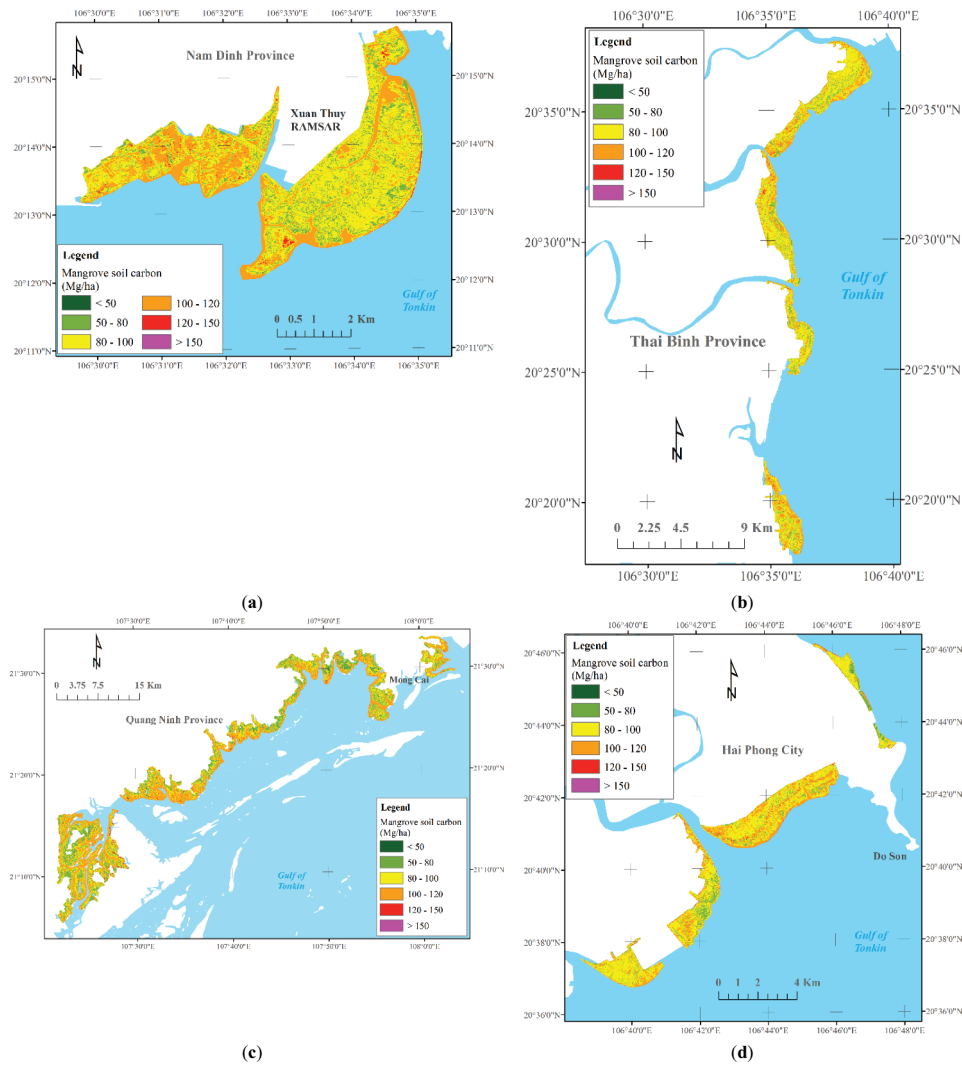 106°30'0"E 106°31'0"E 106°32'0"E 106°33'0"E 106°34'0"E 106°35'0"E
N
Nam Dinh Province
Xuan Thuy
RAMSAR
20°15'0"N
20°14'0"N
20°13'0"N
20°12'0"N
20°11'0"N
20°15'0"N
20°14'0"N
20°13'0"N
20°12'0"N
20°11'0"N
Legend
Mangrove soil carbon
(Mg/ha)
< 50 100 - 120
50 - 80 120 - 150
80 - 100 > 150
0 0.5 1 2 Km
Gulf of
Tonkin
106°30'0"E 106°31'0"E 106°32'0"E 106°33'0"E 106°34'0"E 106°35'0"E
(a)
106°30'0"E 106°35'0"E 106°40'0"E
Legend
Mangrove soil carbon
(Mg/ha)
< 50
50 - 80
80 - 100
100 - 120
120 - 150
> 150
20°35'0"N
20°30'0"N
20°25'0"N
20°20'0"N
20°35'0"N
20°30'0"N
20°25'0"N
20°20'0"N
Gulf of
Tonkin
Thai Binh Province
N
0 2.25 4.5 9 Km
106°30'0"E 106°35'0"E 106°40'0"E
(b)
107°30'0"E 107°40'0"E 107°50'0"E 108°0'0"E
N
0 3.75 7.5 15 Km
Mong Cai
Quang Ninh Province
21°30'0"N
21°20'0"N
21°10'0"N
21°30'0"N
21°20'0"N
21°10'0"N
Legend
Mangrove soil carbon
(Mg/ha)
< 50
50 - 80
80 - 100
100 - 120
120 - 150
> 150
Gulf of
Tonkin
107°30'0"E 107°40'0"E 107°50'0"E 108°0'0"E
(c)
106°40'0"E 106°42'0"E 106°44'0"E 106°46'0"E 106°48'0"E
Legend
Mangrove soil carbon
(Mg/ha)
< 50
50 - 80
80 - 100
100 - 120
120 - 150
> 150
N
Hai Phong City
Do Son
20°46'0"N
20°44'0"N
20°42'0"N
20°40'0"N
20°38'0"N
20°36'0"N
20°46'0"N
20°44'0"N
20°42'0"N
20°40'0"N
20°38'0"N
20°36'0"N
Gulf of
Tonkin
0 1 2 4 Km
106°40'0"E 106°42'0"E 106°44'0"E 106°46'0"E 106°48'0"E
(d)